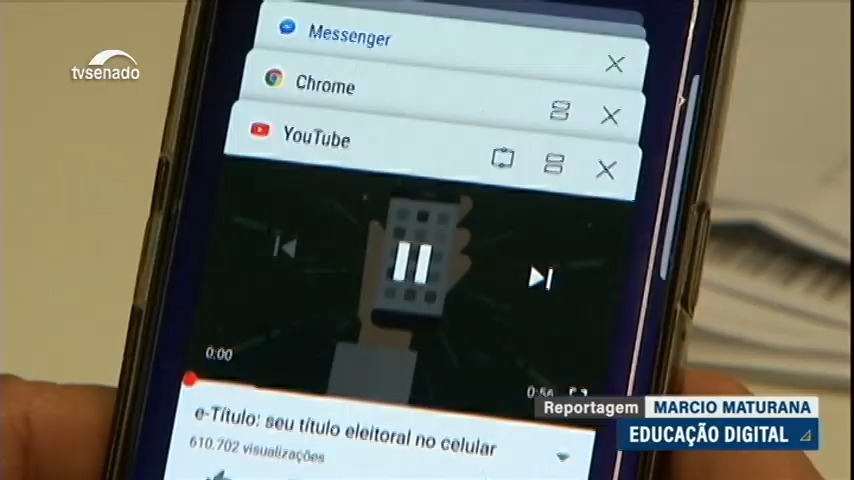 tvsenado
Messenger
Chrome
YouTube
0:00
0:56
e-Título: seu título eleitoral no celular
610.702 visualizações
Reportagem MARCIO MATURANA
EDUCAÇÃO DIGITAL